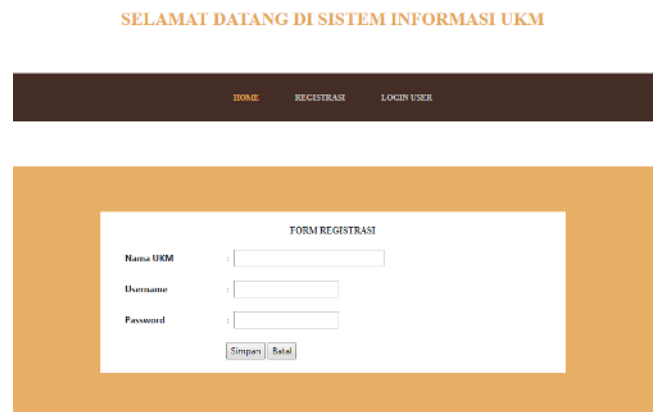 SELAMAT DATANG DI SISTEM INFORMASI UKM
HOME REGISTRASI LOGIN USER
FORM REGISTRASI
Nama UKM :
Username :
Password :
Simpan Batal